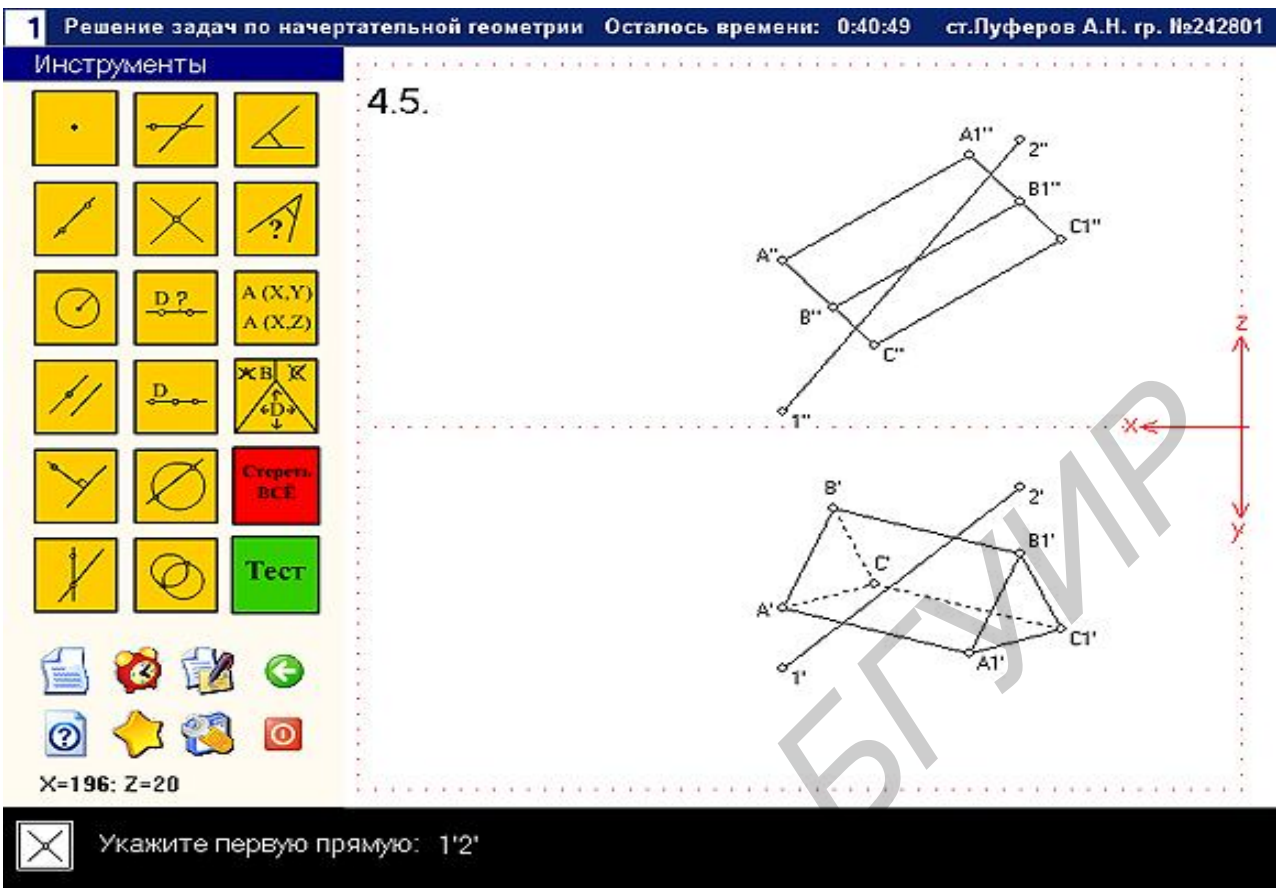 1 Решение задач по начертательной геометрии Осталось времени: 0:40:49 ст.Пуферов А.Н. гр. №242801
Инструменты
4.5.
?
D ?
A (X,Y)
A (X,Z)
D
Ж B Ж
D
Стереть
ВСЁ
Тест
?
X=196: Z=20
A1''
2''
B1''
C1''
A''
B''
C''
1''
Z
X
y
B'
2'
B1'
C'
A'
C1'
A1'
1'
БГУИР
Укажите первую прямую: 1'2'